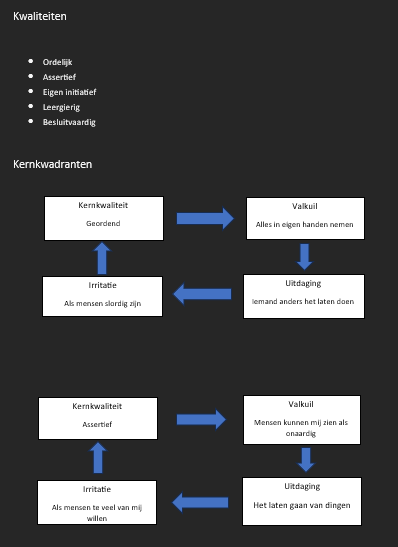 Kwaliteiten
Ordelijk
Assertief
Eigen initiatief
Leergierig
Besluitvaardig
Kernkwadranten
Kernkwaliteit
Geordend
Valkuil
Alles in eigen handen nemen
Irritatie
Als mensen slordig zijn
Uitdaging
Iemand anders het laten doen
Kernkwaliteit
Assertief
Valkuil
Mensen kunnen mij zien als
onaardig
Irritatie
Als mensen te veel van mij
willen
Uitdaging
Het laten gaan van dingen